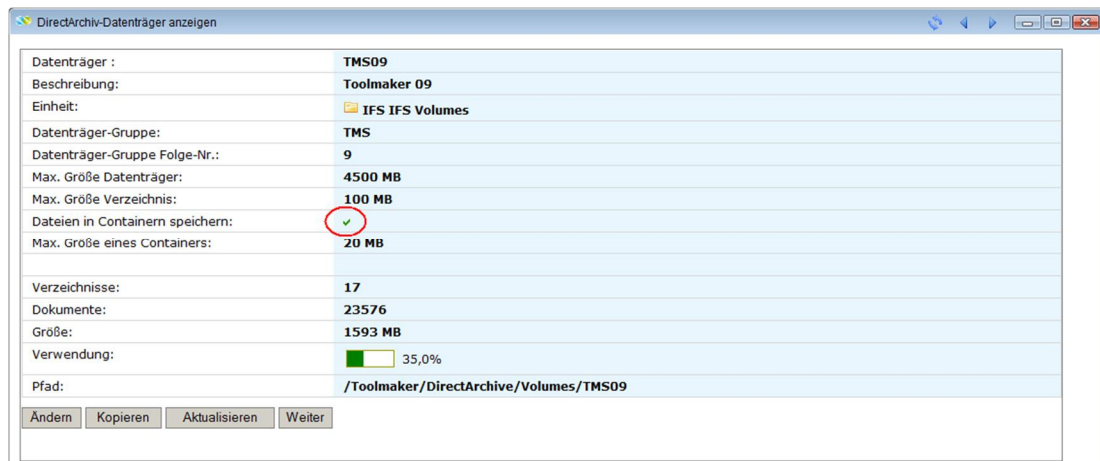 DirectArchiv-Datenträger anzeigen
Datenträger : TMS09
Beschreibung: Toolmaker 09
Einheit: IFS IFS Volumes
Datenträger-Gruppe: TMS
Datenträger-Gruppe Folge-Nr.: 9
Max. Größe Datenträger: 4500 MB
Max. Größe Verzeichnis: 100 MB
Dateien in Containern speichern:
Max. Größe eines Containers: 20 MB
Verzeichnisse: 17
Dokumente: 23576
Größe: 1593 MB
Verwendung: 35,0%
Pfad: /Toolmaker/DirectArchive/Volumes/TMS09
Ändern Kopieren Aktualisieren Weiter